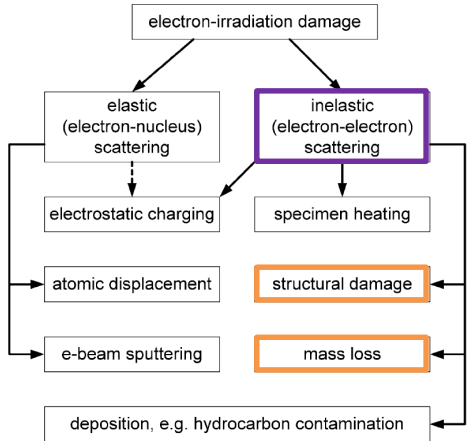 electron-irradiation damage
elastic
(electron-nucleus)
scattering
inelastic
(electron-electron)
scattering
electrostatic charging
specimen heating
atomic displacement
structural damage
e-beam sputtering
mass loss
deposition, e.g. hydrocarbon contamination